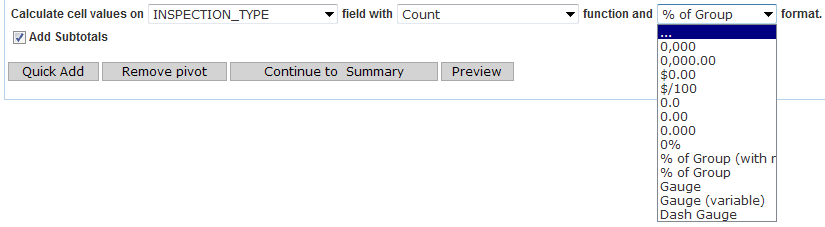 Calculate cell values on INSPECTION_TYPE field with Count function and % of Group format.
Add Subtotals
Quick Add Remove pivot Continue to Summary Preview
...
0,000
0,000.00
$0.00
$/100
0.0
0.00
0.000
0%
% of Group (with
% of Group
Gauge
Gauge (variable)
Dash Gauge